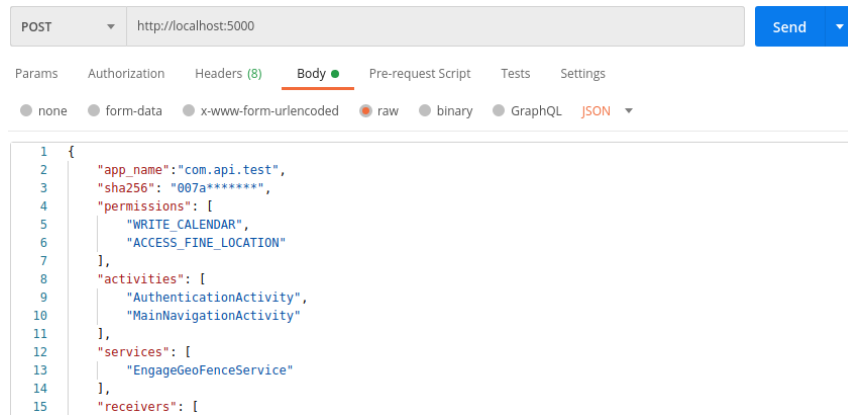 POST http://localhost:5000 Send
Params Authorization Headers (8) Body Pre-request Script Tests Settings
none form-data x-www-form-urlencoded raw binary GraphQL JSON
1 {
2 "app_name":"com.api.test",
3 "sha256": "007a*******",
4 "permissions": [
5 "WRITE_CALENDAR",
6 "ACCESS_FINE_LOCATION"
7 ],
8 "activities": [
9 "AuthenticationActivity",
10 "MainNavigationActivity"
11 ],
12 "services": [
13 "EngageGeoFenceService"
14 ],
15 "receivers": [